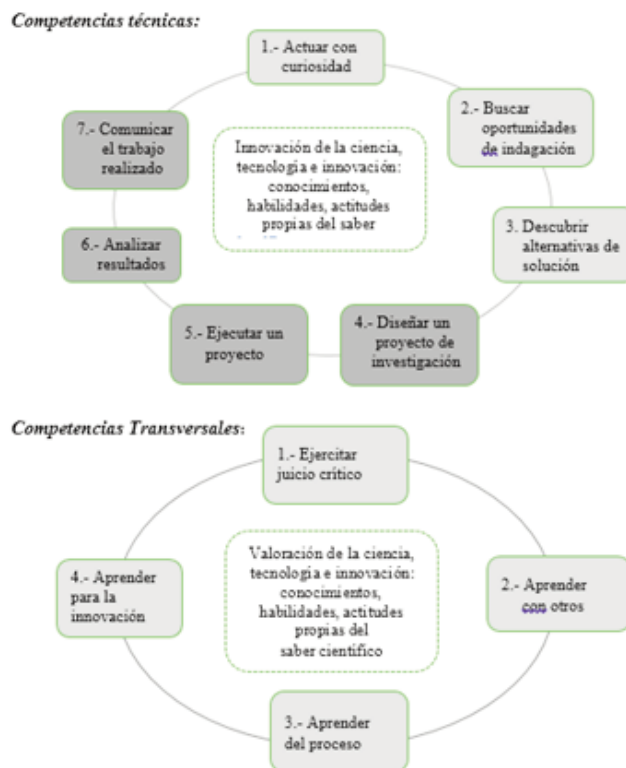 Competencias técnicas:
1.- Actuar con
curiosidad
2.- Buscar
oportunidades
de indagación
3. Descubrir
alternativas de
solución
4.- Diseñar un
proyecto de
investigación
5.- Ejecutar un
proyecto
6.- Analizar
resultados
7.- Comunicar
el trabajo
realizado
Innovación de la ciencia,
tecnología e innovación:
conocimientos,
habilidades, actitudes
propias del saber
Competencias Transversales:
1.- Ejercitar
juicio crítico
2.- Aprender
con otros
3.- Aprender
del proceso
4.- Aprender
para la
innovación
Valoración de la ciencia,
tecnología e innovación:
conocimientos,
habilidades, actitudes
propias del
saber científico